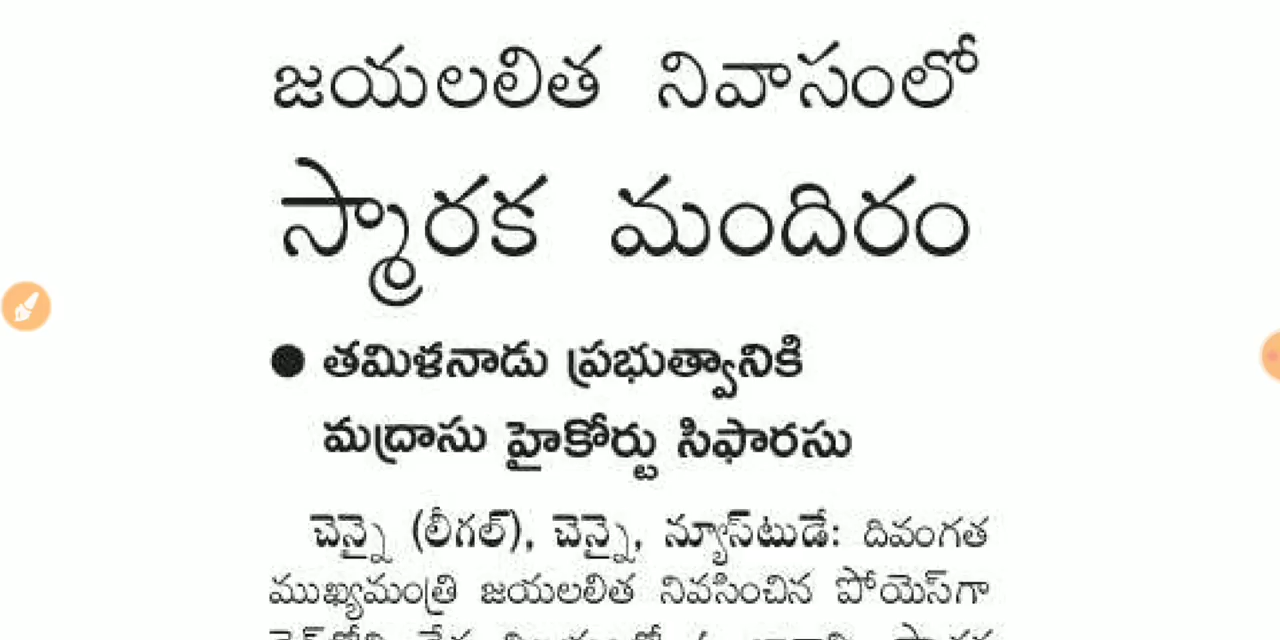 జయలలిత నివాసంలో
స్మారక మందిరం
● తమిళనాడు ప్రభుత్వానికి
మద్రాసు హైకోర్టు సిఫారసు
చెన్నై (లీగల్), చెన్నై, న్యూస్‌టుడే: దివంగత
ముఖ్యమంత్రి జయలలిత నివసించిన పోయెస్‌గా